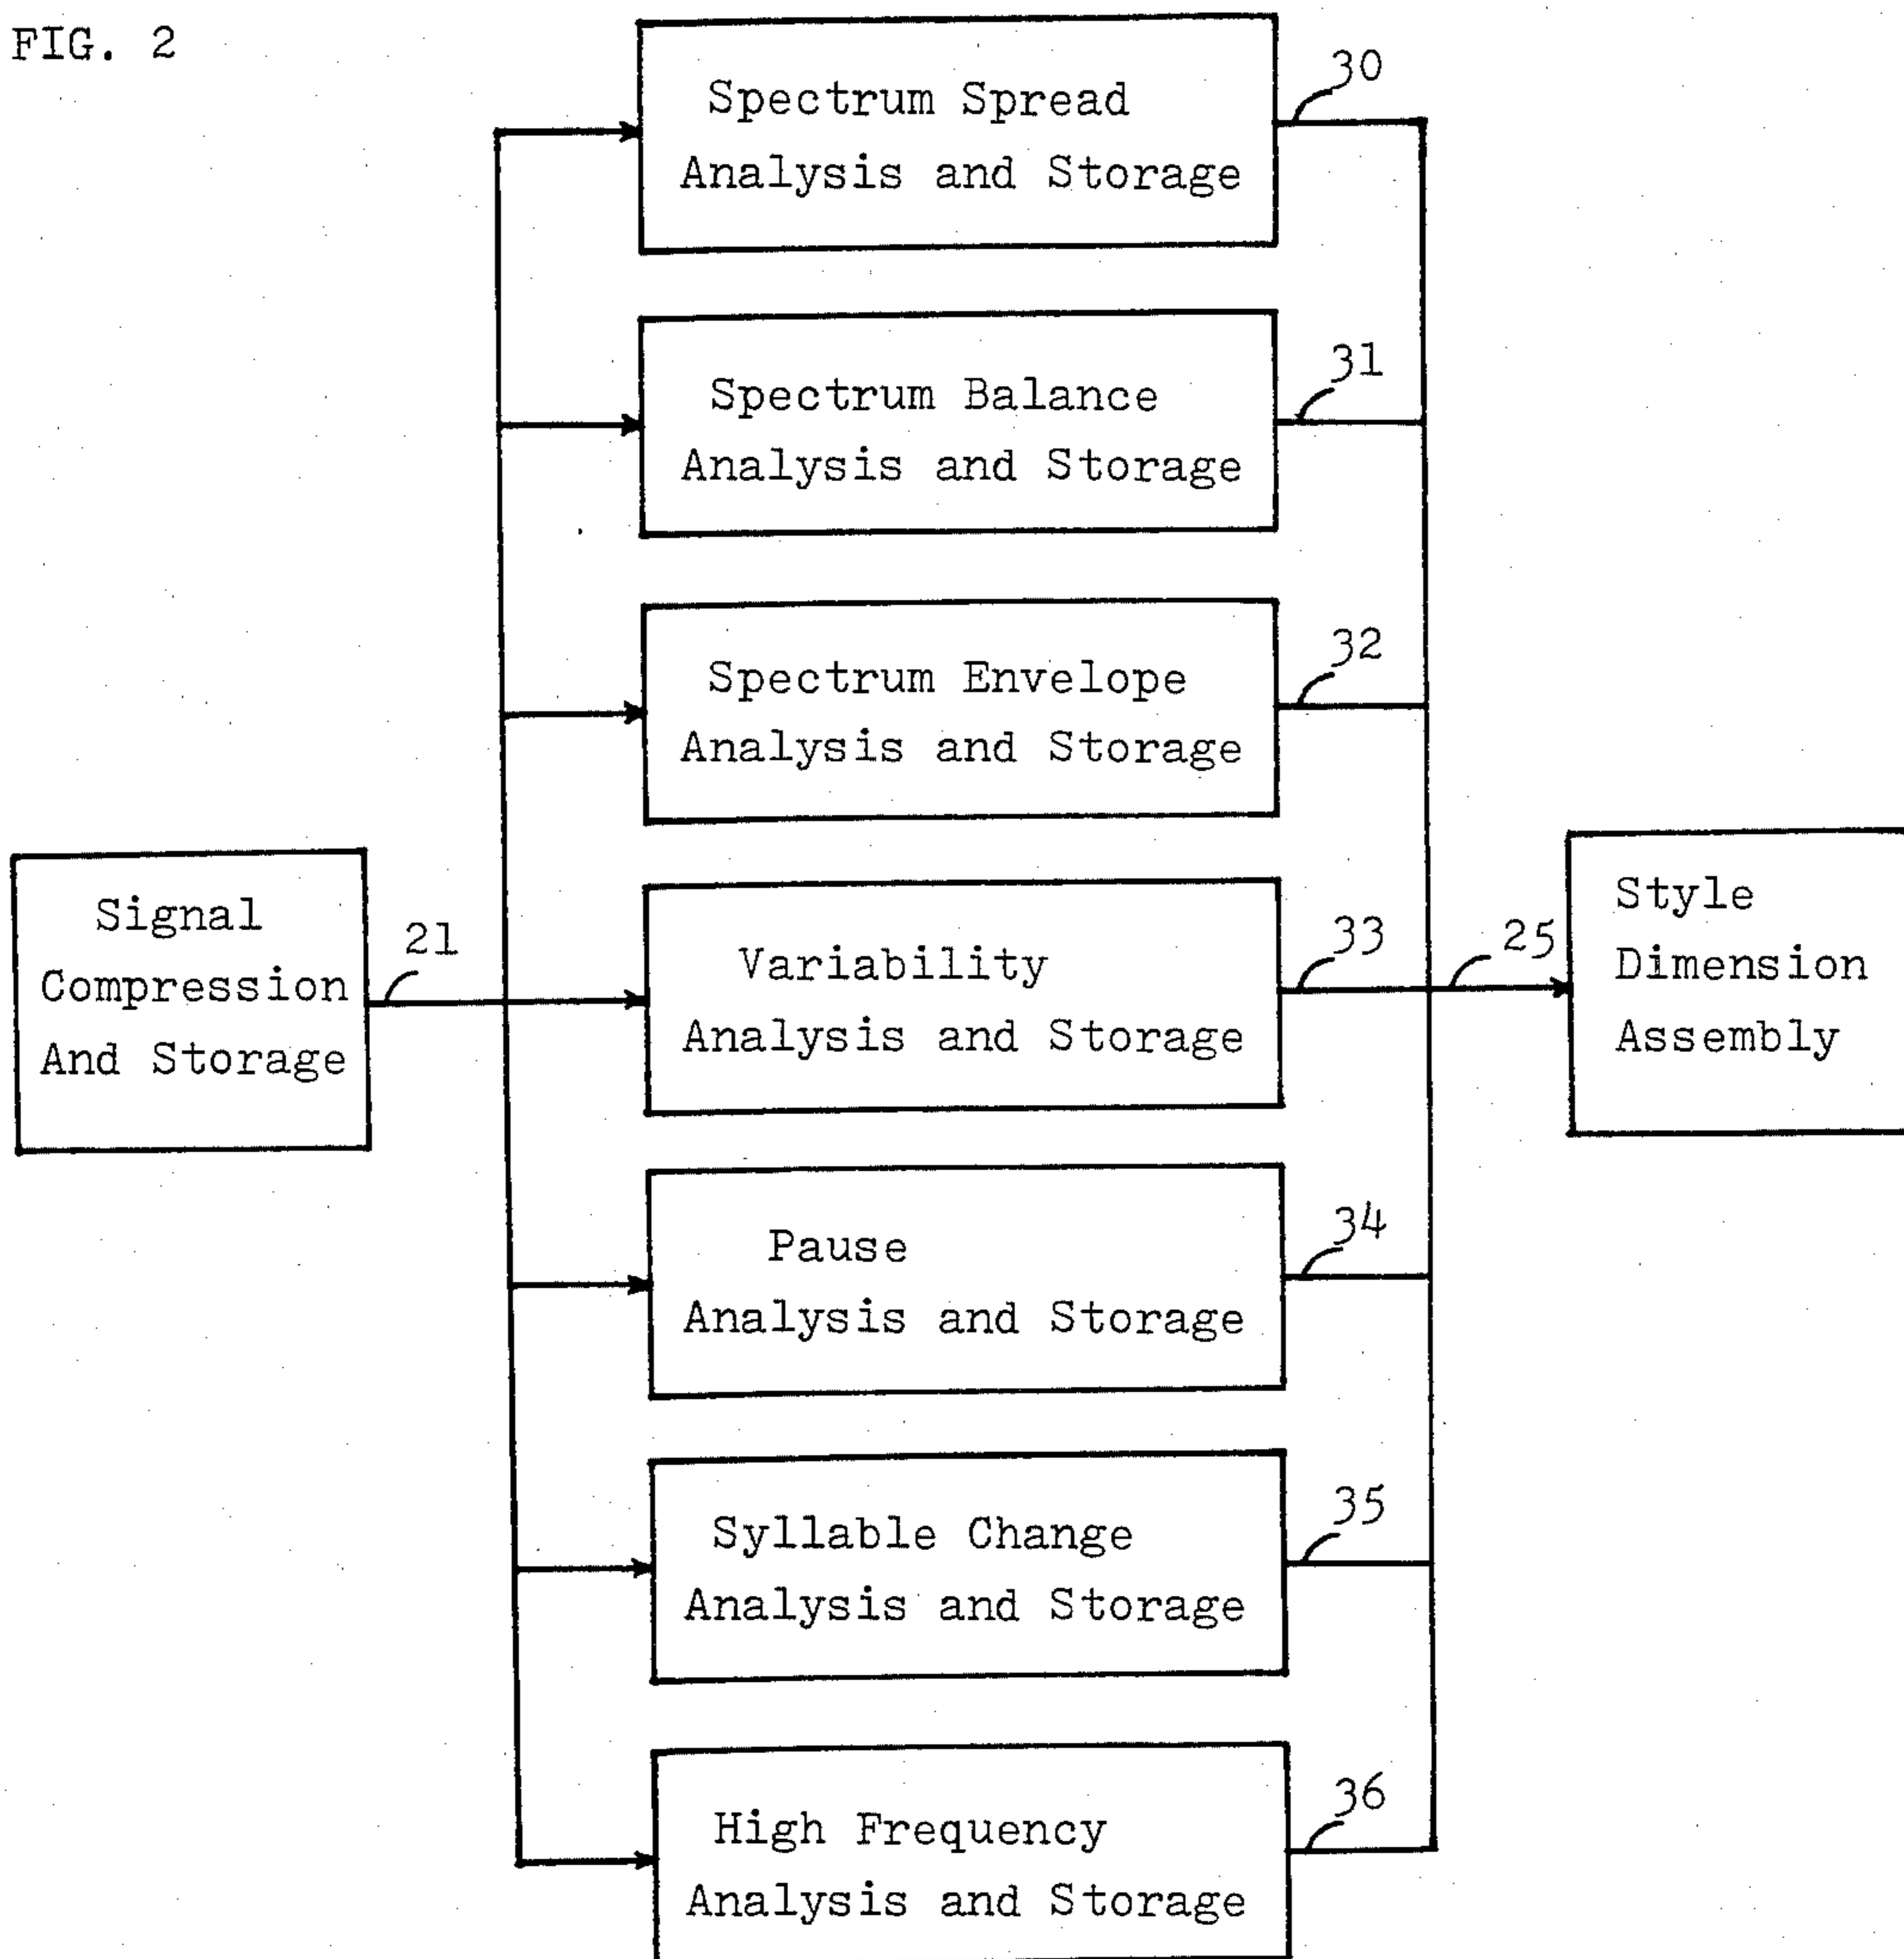 FIG. 2
Spectrum Spread
Analysis and Storage
30
Spectrum Balance
Analysis and Storage
31
Spectrum Envelope
Analysis and Storage
32
Signal
Compression
And Storage
21
Variability
Analysis and Storage
33
25
Style
Dimension
Assembly
Pause
Analysis and Storage
34
Syllable Change
Analysis and Storage
35
High Frequency
Analysis and Storage
36